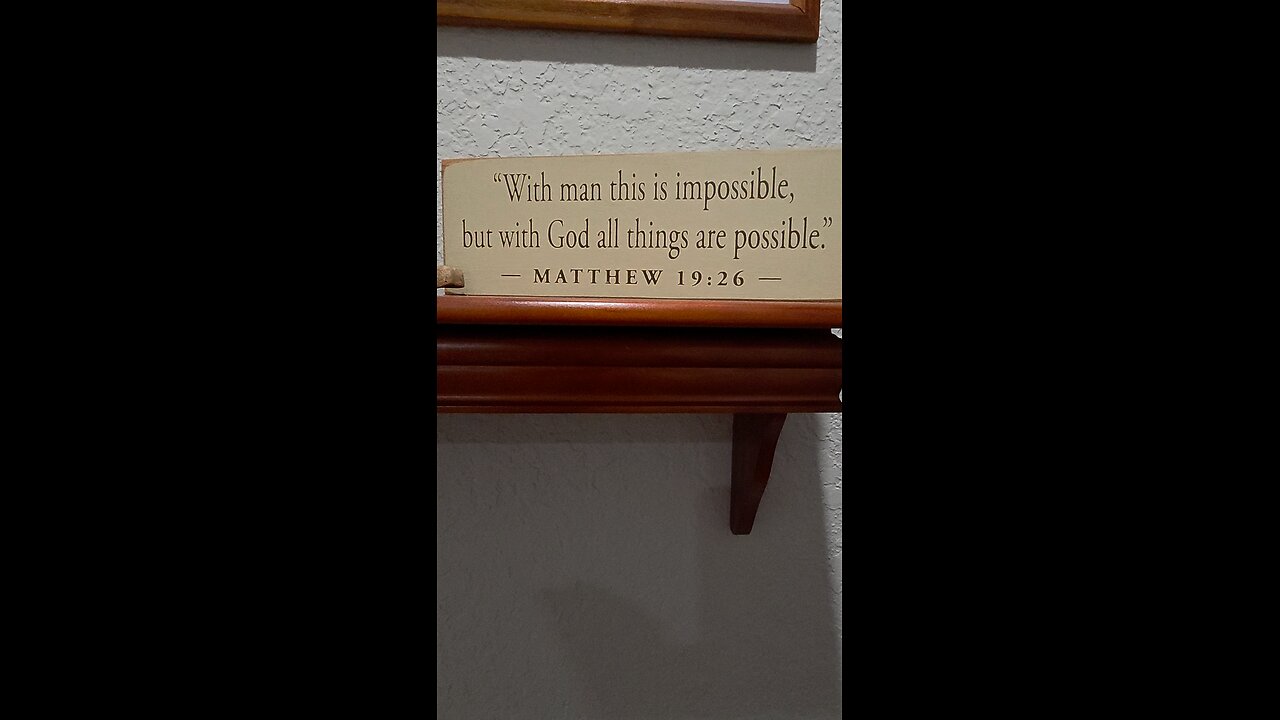 “With man this is impossible,
but with God all things are possible.”
— MATTHEW 19:26 —